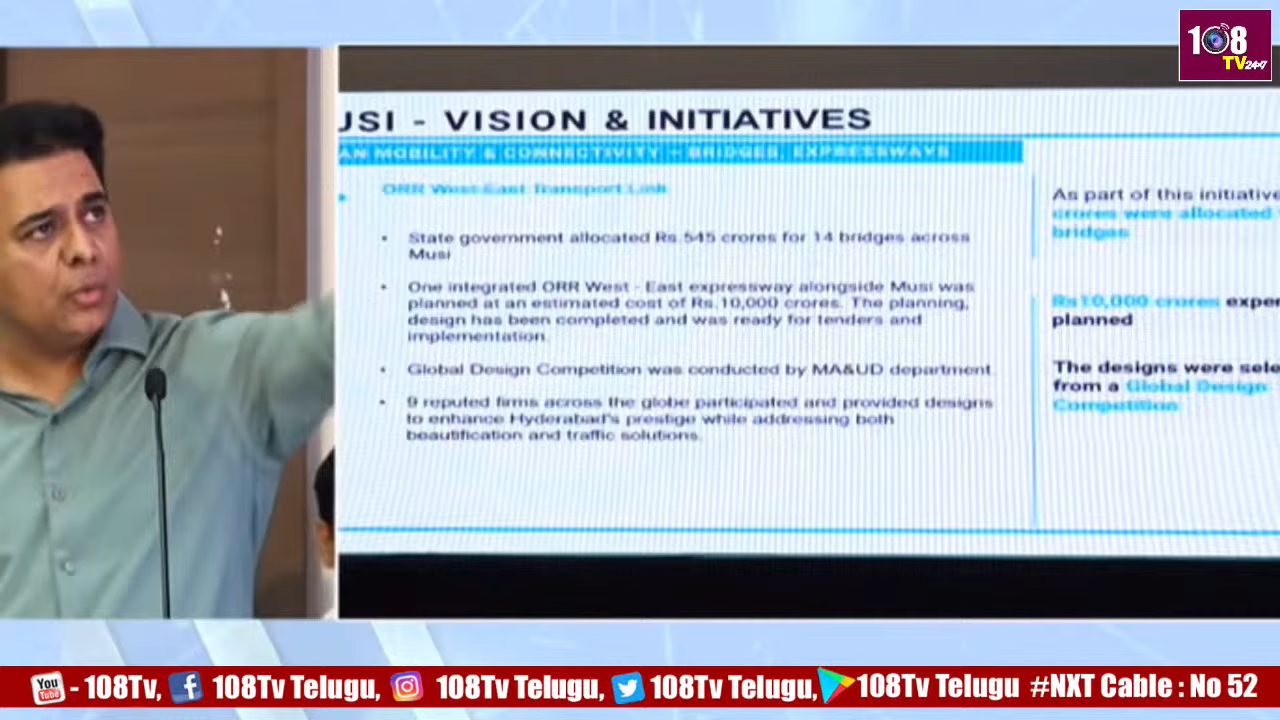 108
TV 24x7
USI - VISION & INITIATIVES
AN MOBILITY & CONNECTIVITY – BRIDGES, EXPRESSWAYS
ORR West-East Transport Link
• State government allocated Rs.545 crores for 14 bridges across
Musi
• One integrated ORR West - East expressway alongside Musi was
planned at an estimated cost of Rs.10,000 crores. The planning,
design has been completed and was ready for tenders and
implementation.
• Global Design Competition was conducted by MA&UD department.
• 9 reputed firms across the globe participated and provided designs
to enhance Hyderabad's prestige while addressing both
beautification and traffic solutions.
As part of this initiative
crores were allocated
bridges
Rs10,000 crores expe
planned
The designs were sele
from a Global Design
Competition
You Tube - 108Tv, 108Tv Telugu, 108Tv Telugu, 108Tv Telugu, 108Tv Telugu #NXT Cable : No 52